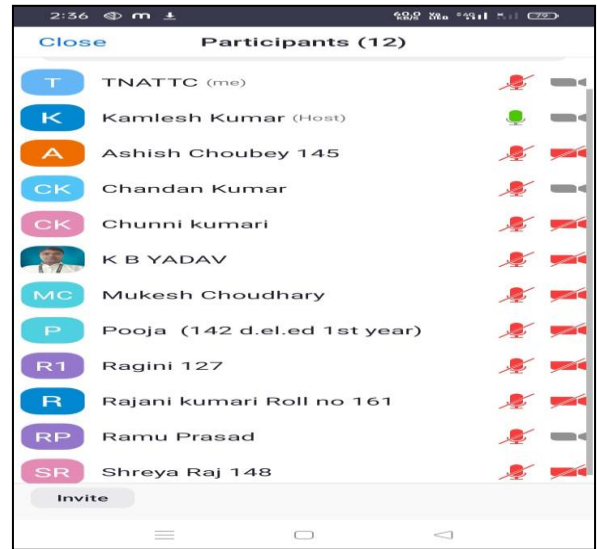 2:36
79
Close Participants (12)
T TNATTC (me)
K Kamlesh Kumar (Host)
A Ashish Choubey 145
CK Chandan Kumar
CK Chunni kumari
K B YADAV
MC Mukesh Choudhary
P Pooja (142 d.el.ed 1st year)
R1 Ragini 127
R Rajani kumari Roll no 161
RP Ramu Prasad
SR Shreya Raj 148
Invite